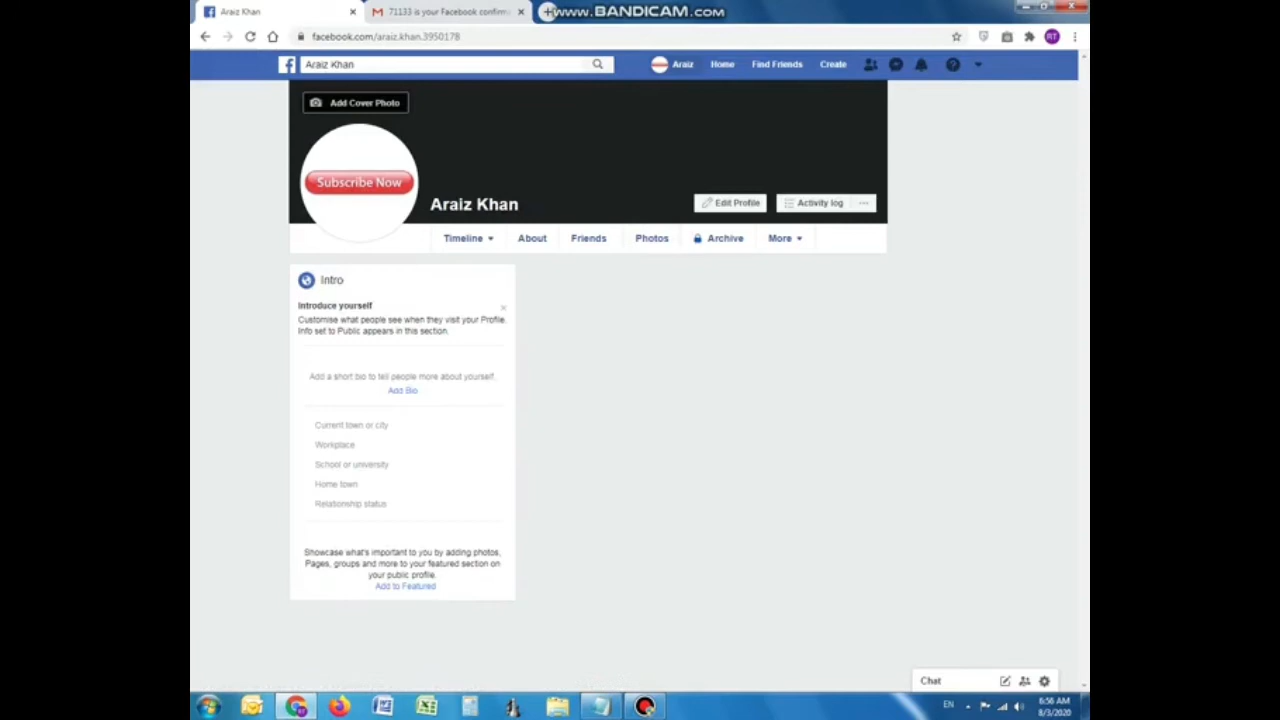 Araiz Khan
71133 is your Facebook confirm
www.BANDICAM.com
facebook.com/araiz.khan.3950178
RT
Araiz Khan
Araiz
Home
Find Friends
Create
Add Cover Photo
Subscribe Now
Araiz Khan
Edit Profile
Activity log
Timeline
About
Friends
Photos
Archive
More
Intro
Introduce yourself
Customise what people see when they visit your Profile.
Info set to Public appears in this section.
Add a short bio to tell people more about yourself.
Add Bio
Current town or city
Workplace
School or university
Home town
Relationship status
Showcase what's important to you by adding photos,
Pages, groups and more to your featured section on
your public profile.
Add to Featured
Chat
EN
6:56 AM
8/3/2020